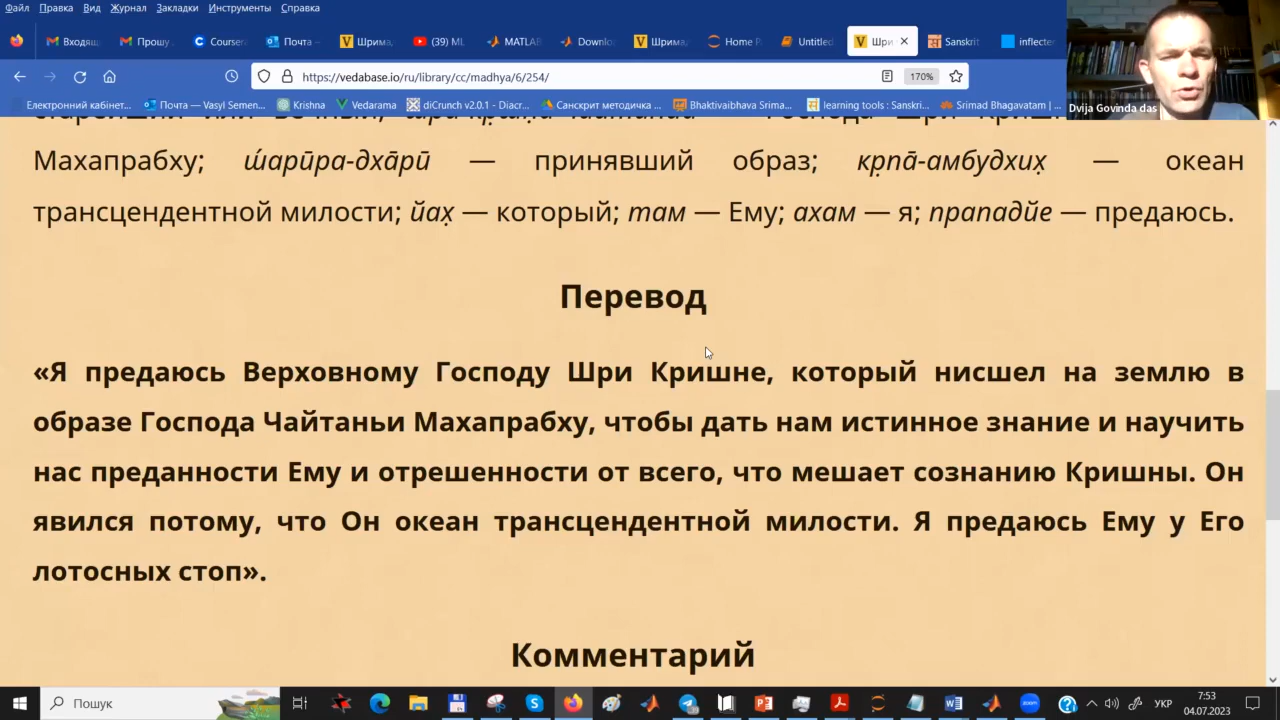 Файл Правка Вид Журнал Закладки Инструменты Справка
Входящ Прошу Coursera Почта – Шрима (39) ML MATLAB Downlo Шрима Home Untitled Шри Sanskrit inflecte
https://vedabase.io/ru/library/cc/madhya/6/254/ 170%
Електронний кабінет... Почта — Vasyl Semen... Krishna Vedarama diCrunch v2.0.1 - Diacr... Санскрит методичка ... Bhaktivaibhava Srima... learning tools : Sanskri... Srimad Bhagavatam | ...
Dvija Govinda das
Махапрабху; ш́арӣра-дха̄рӣ — принявший образ; кр̣па̄-амбудхих̣ — океан
трансцендентной милости; йах̣ — который; там — Ему; ахам — я; прападйе — предаюсь.
Перевод
«Я предаюсь Верховному Господу Шри Кришне, который нисшел на землю в
образе Господа Чайтаньи Махапрабху, чтобы дать нам истинное знание и научить
нас преданности Ему и отрешенности от всего, что мешает сознанию Кришны. Он
явился потому, что Он океан трансцендентной милости. Я предаюсь Ему у Его
лотосных стоп».
Комментарий
Пошук
УКР
7:53
04.07.2023